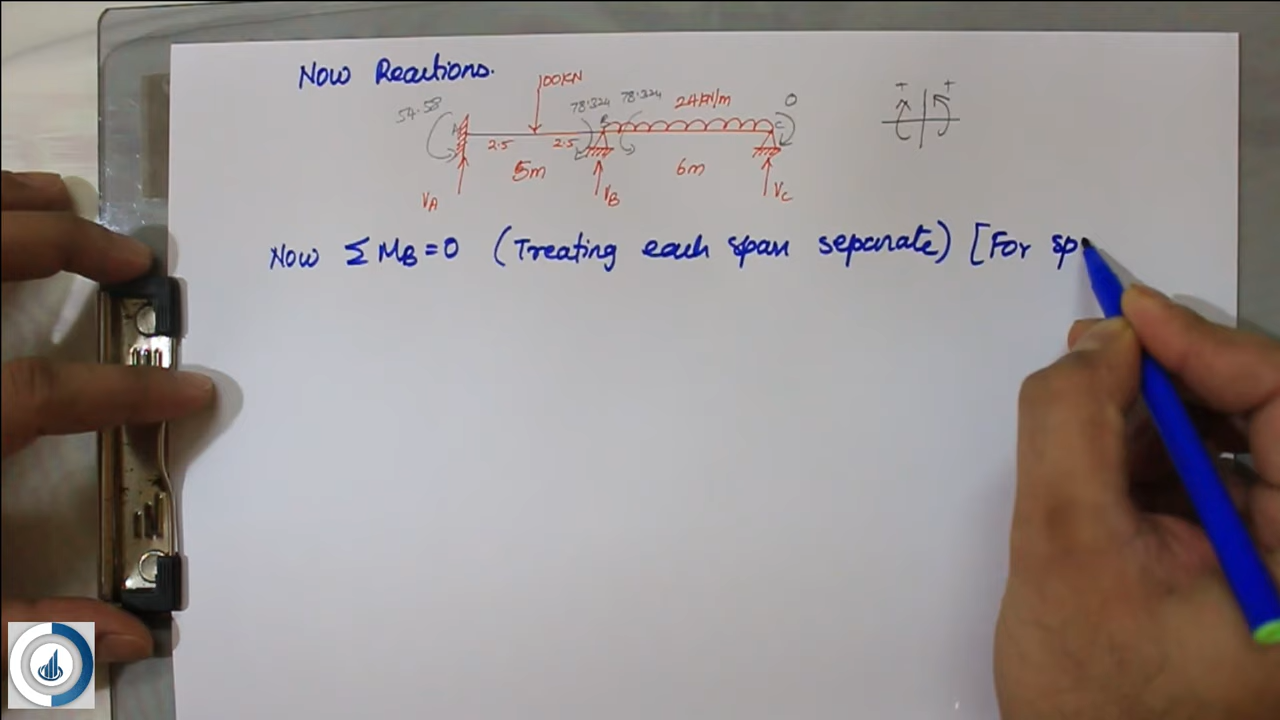 Now Reactions.
100KN
54.58
78.324 78.324 24KN/m 0
+ +
A B C
2.5 2.5
5m 6m
VA VB VC
Now Σ MB = 0 (Treating each span separate) [For sp